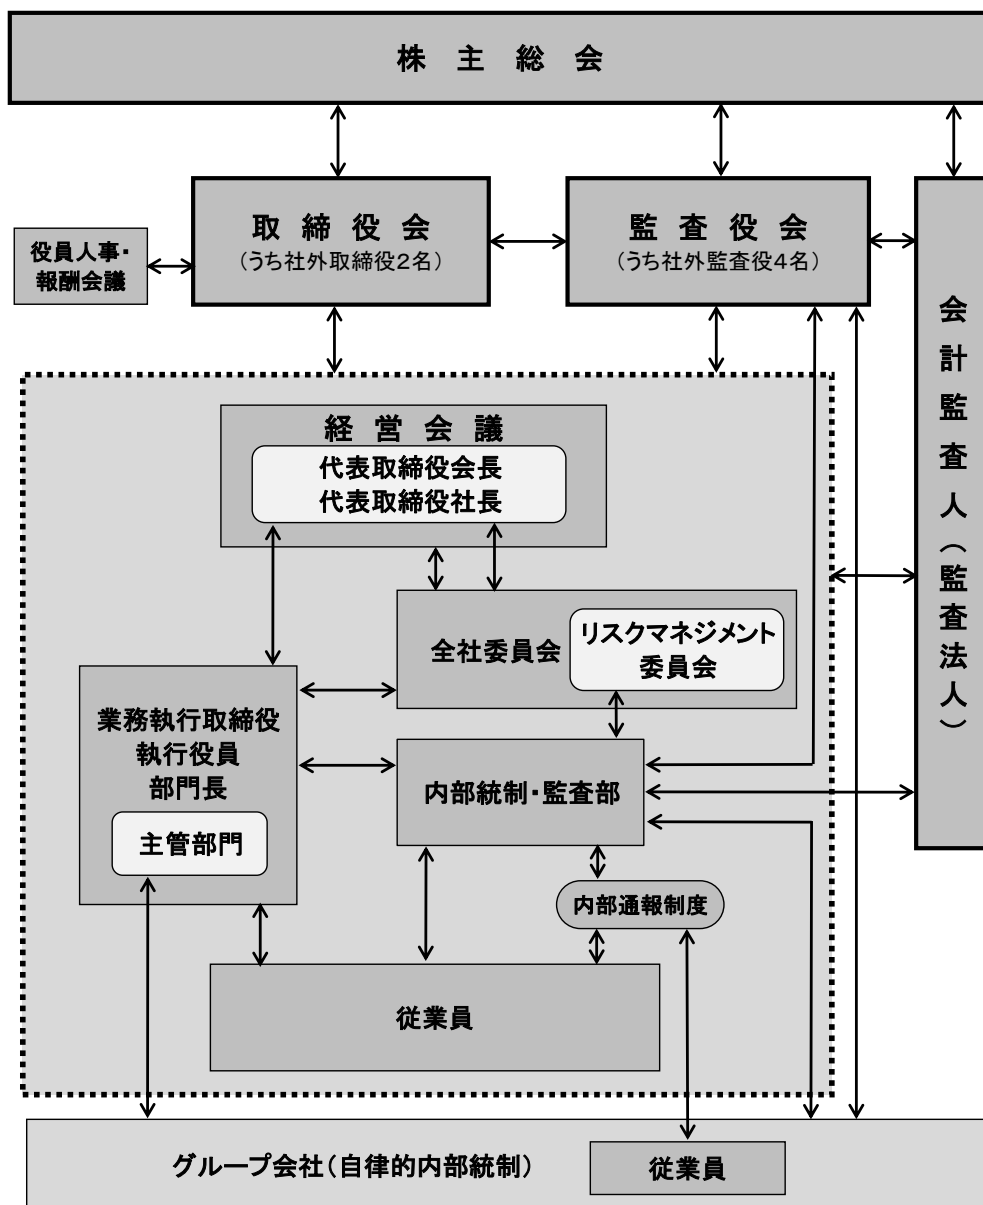 株主総会
取締役会
（うち社外取締役2名）
監査役会
（うち社外監査役4名）
役員人事・
報酬会議
会計監査人（監査法人）
経営会議
代表取締役会長
代表取締役社長
全社委員会
リスクマネジメント
委員会
業務執行取締役
執行役員
部門長
主管部門
内部統制・監査部
内部通報制度
従業員
グループ会社（自律的内部統制）
従業員